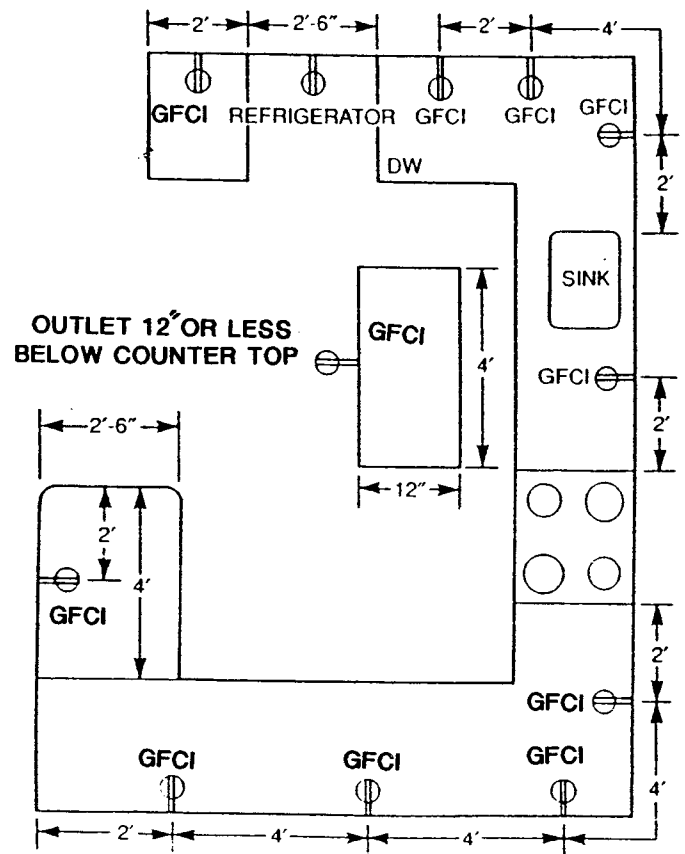 2' 2'-6" 2' 4'
GFCI REFRIGERATOR GFCI GFCI GFCI
DW
2'
SINK
OUTLET 12" OR LESS
BELOW COUNTER TOP
GFCI
4'
GFCI
2'
2'-6"
12"
2'
4'
GFCI
2'
GFCI
GFCI GFCI GFCI
4'
2' 4' 4'